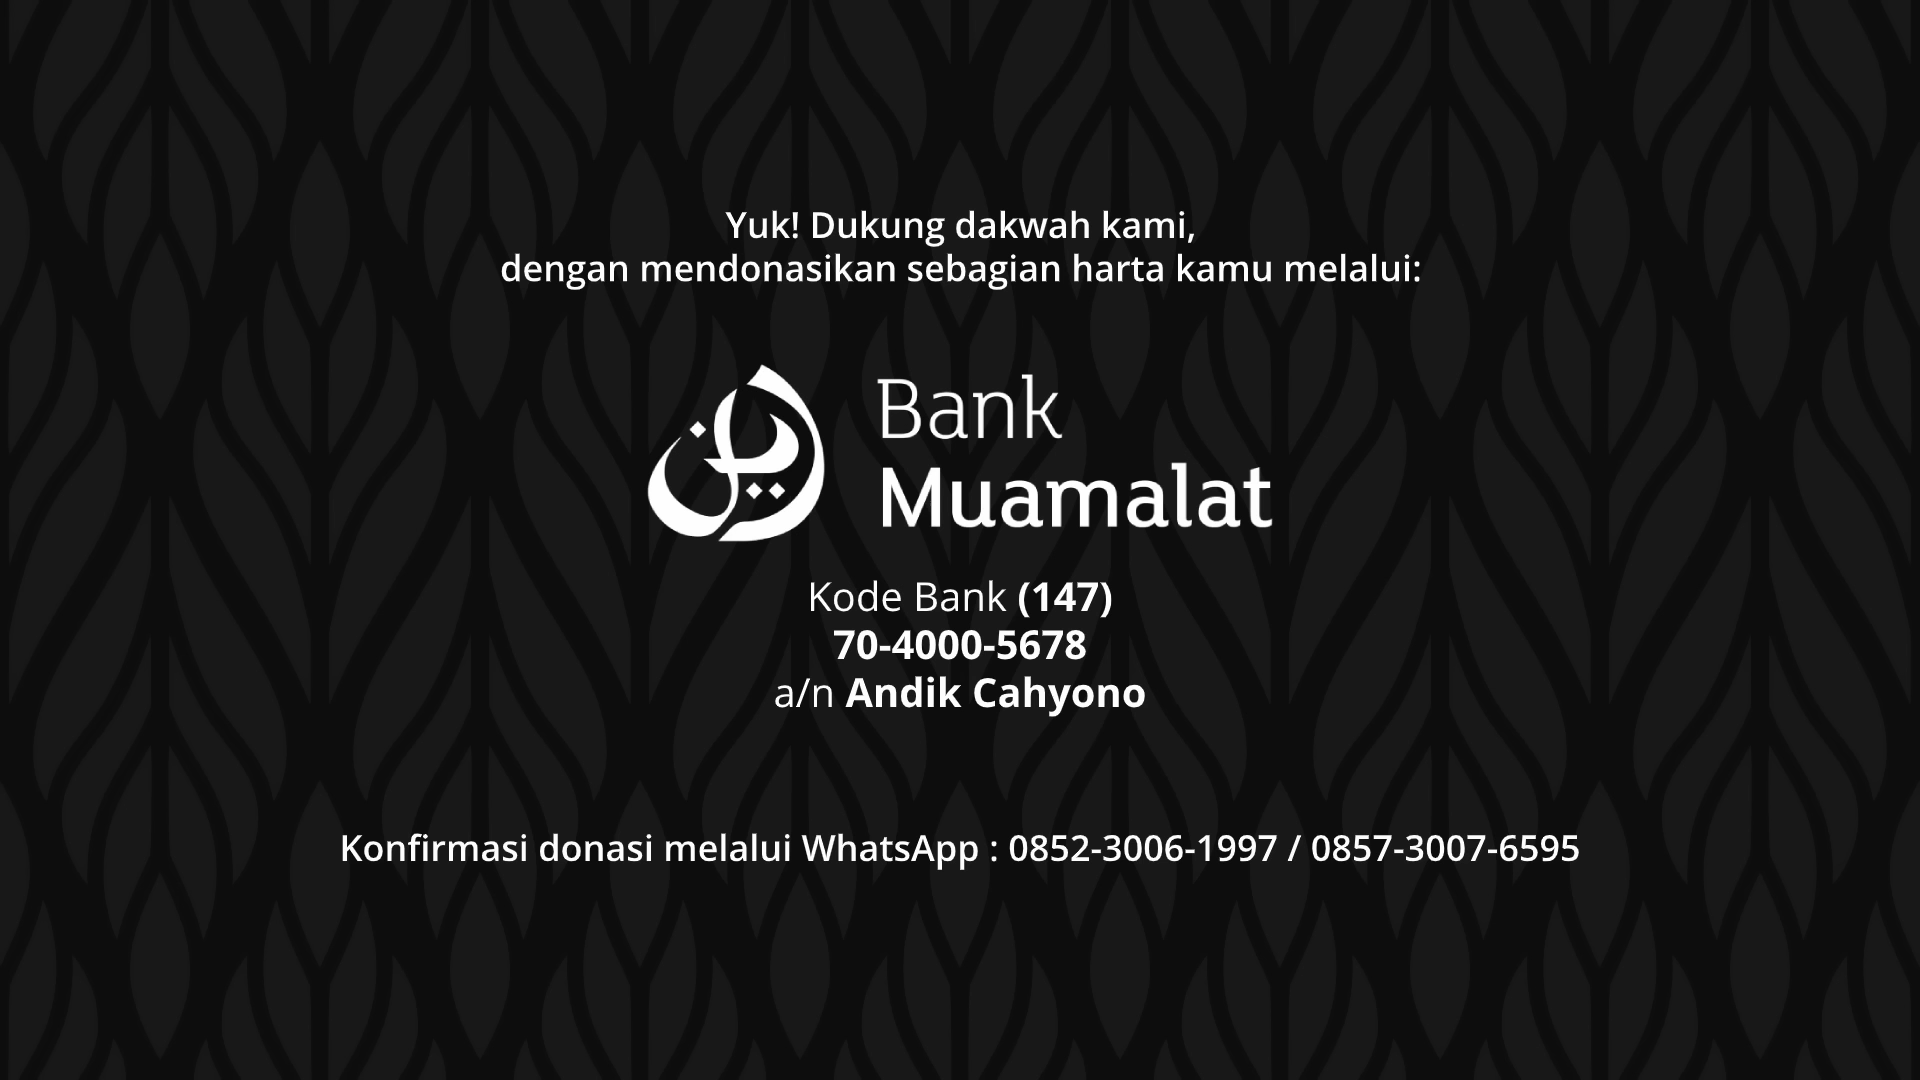 Yuk! Dukung dakwah kami,
dengan mendonasikan sebagian harta kamu melalui:
Bank
Muamalat
Kode Bank (147)
70-4000-5678
a/n Andik Cahyono
Konfirmasi donasi melalui WhatsApp : 0852-3006-1997 / 0857-3007-6595